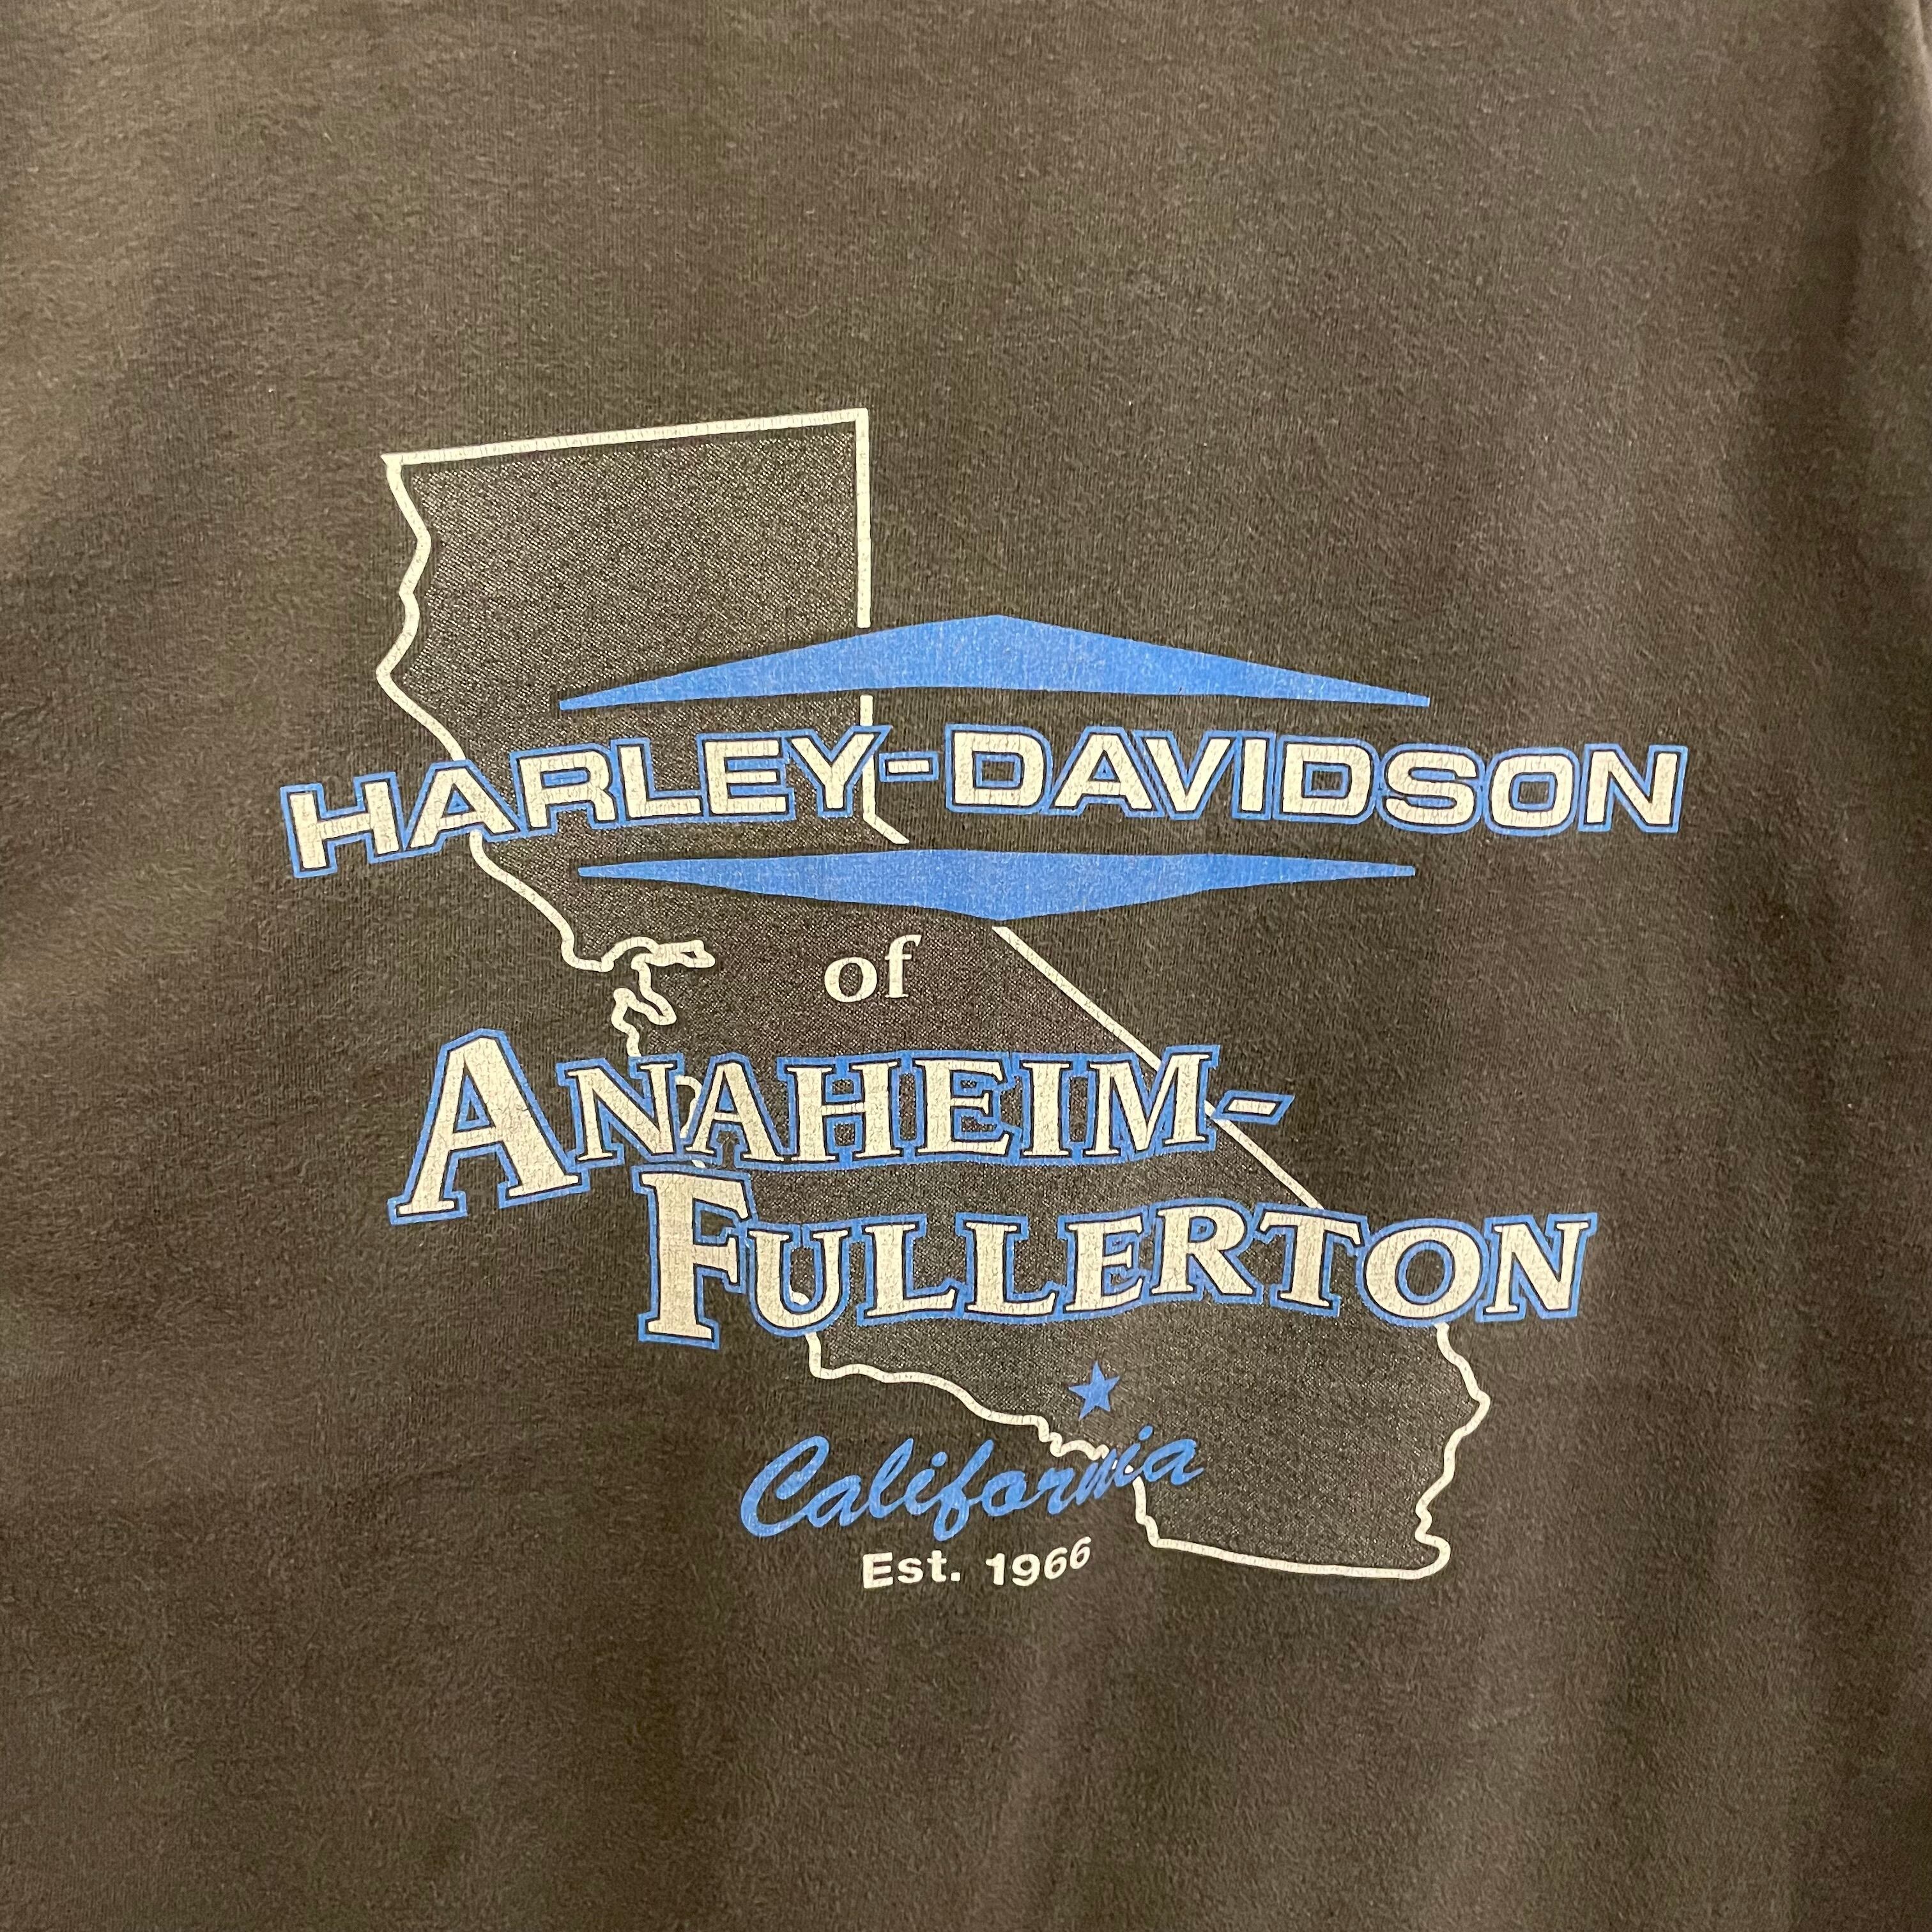 HARLEY-DAVIDSON
of
ANAHEIM-
FULLERTON
California
Est. 1966